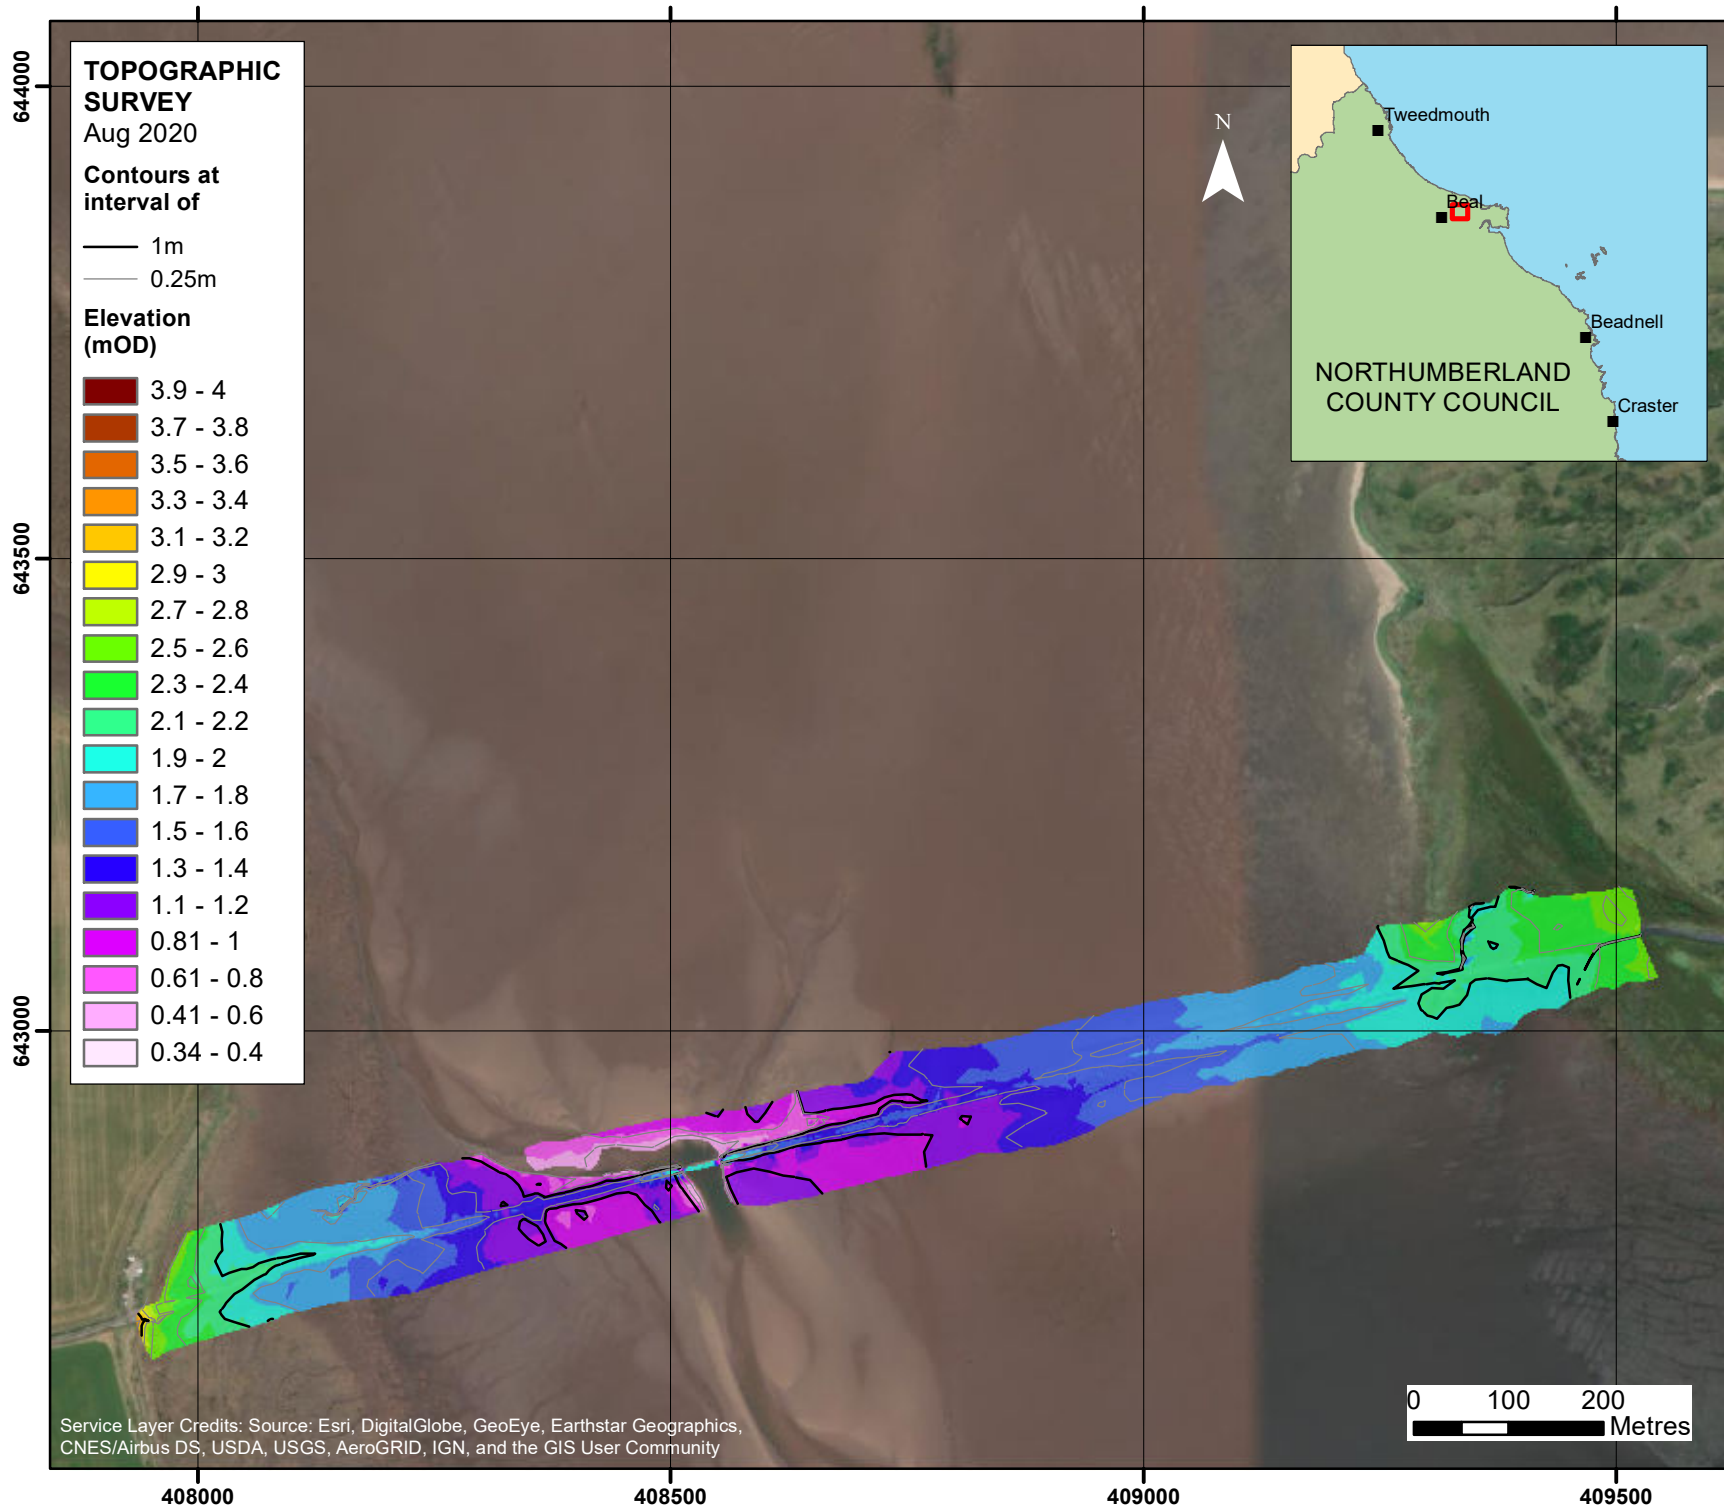 TOPOGRAPHIC
SURVEY
Aug 2020
Contours at
interval of
1m
0.25m
Elevation
(mOD)
3.9 - 4
3.7 - 3.8
3.5 - 3.6
3.3 - 3.4
3.1 - 3.2
2.9 - 3
2.7 - 2.8
2.5 - 2.6
2.3 - 2.4
2.1 - 2.2
1.9 - 2
1.7 - 1.8
1.5 - 1.6
1.3 - 1.4
1.1 - 1.2
0.81 - 1
0.61 - 0.8
0.41 - 0.6
0.34 - 0.4
644000
643500
643000
N
Tweedmouth
Beal
Beadnell
Craster
NORTHUMBERLAND
COUNTY COUNCIL
0 100 200
Metres
Service Layer Credits: Source: Esri, DigitalGlobe, GeoEye, Earthstar Geographics,
CNES/Airbus DS, USDA, USGS, AeroGRID, IGN, and the GIS User Community
408000 408500 409000 409500